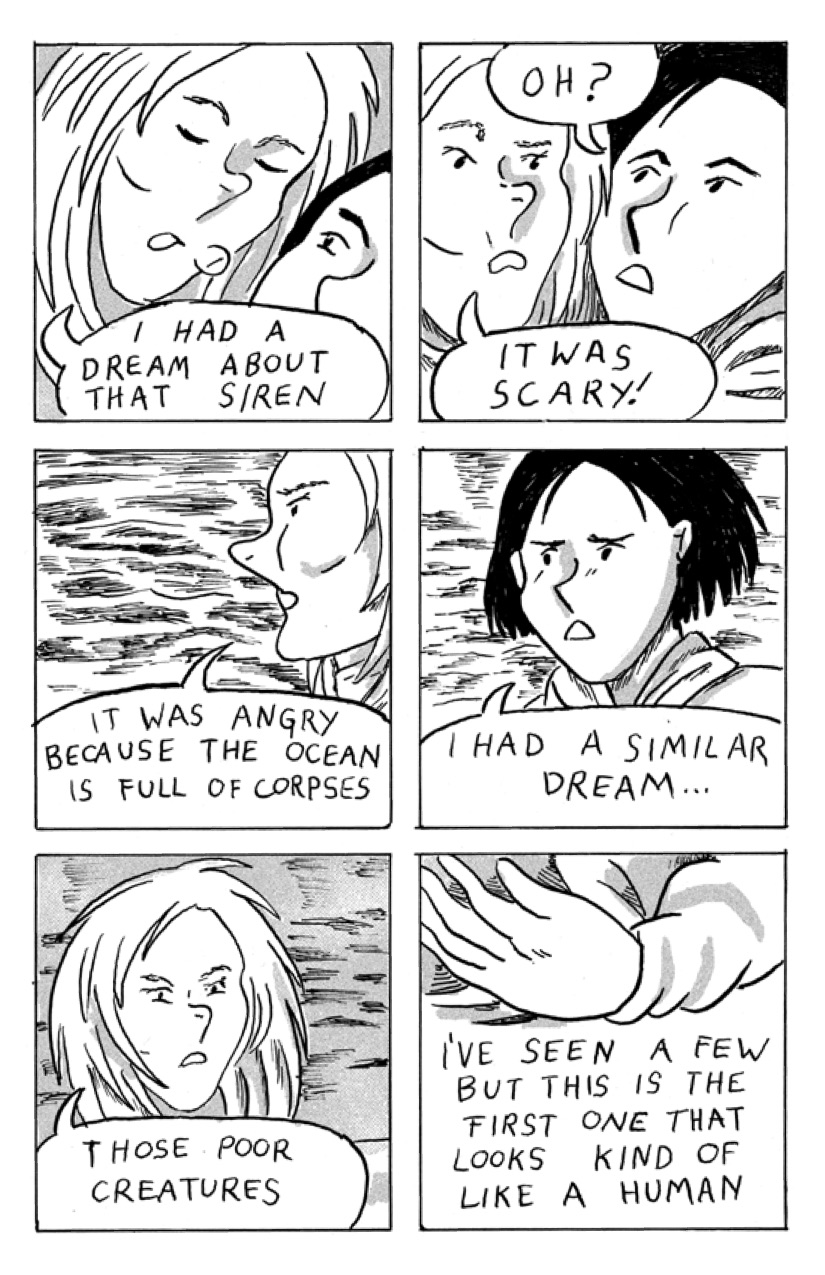 I HAD A
DREAM ABOUT
THAT SIREN
OH?
IT WAS
SCARY!
IT WAS ANGRY
BECAUSE THE OCEAN
IS FULL OF CORPSES
I HAD A SIMILAR
DREAM...
THOSE POOR
CREATURES
I'VE SEEN A FEW
BUT THIS IS THE
FIRST ONE THAT
LOOKS KIND OF
LIKE A HUMAN